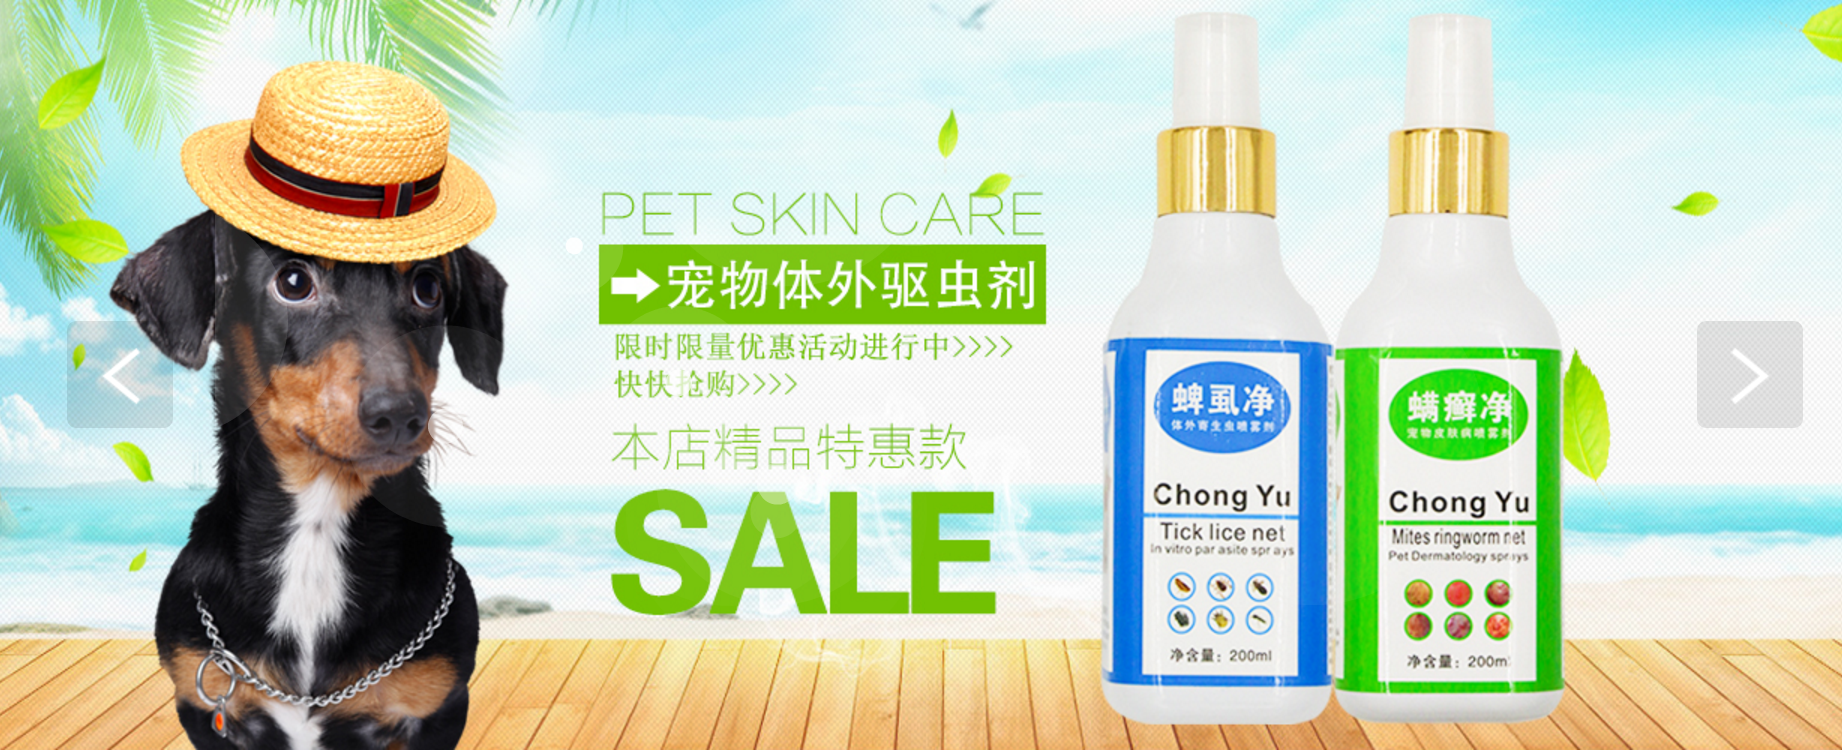 PET SKIN CARE
宠物体外驱虫剂
限时限量优惠活动进行中>>>>
快快抢购>>>>
本店精品特惠款
SALE
蜱虱净
体外寄生虫喷雾剂
Chong Yu
Tick lice net
In vitro par asite spr ays
净含量：200ml
螨癣净
宠物皮肤病喷雾剂
Chong Yu
Mites ringworm net
Pet Dermatology sprays
净含量：200ml